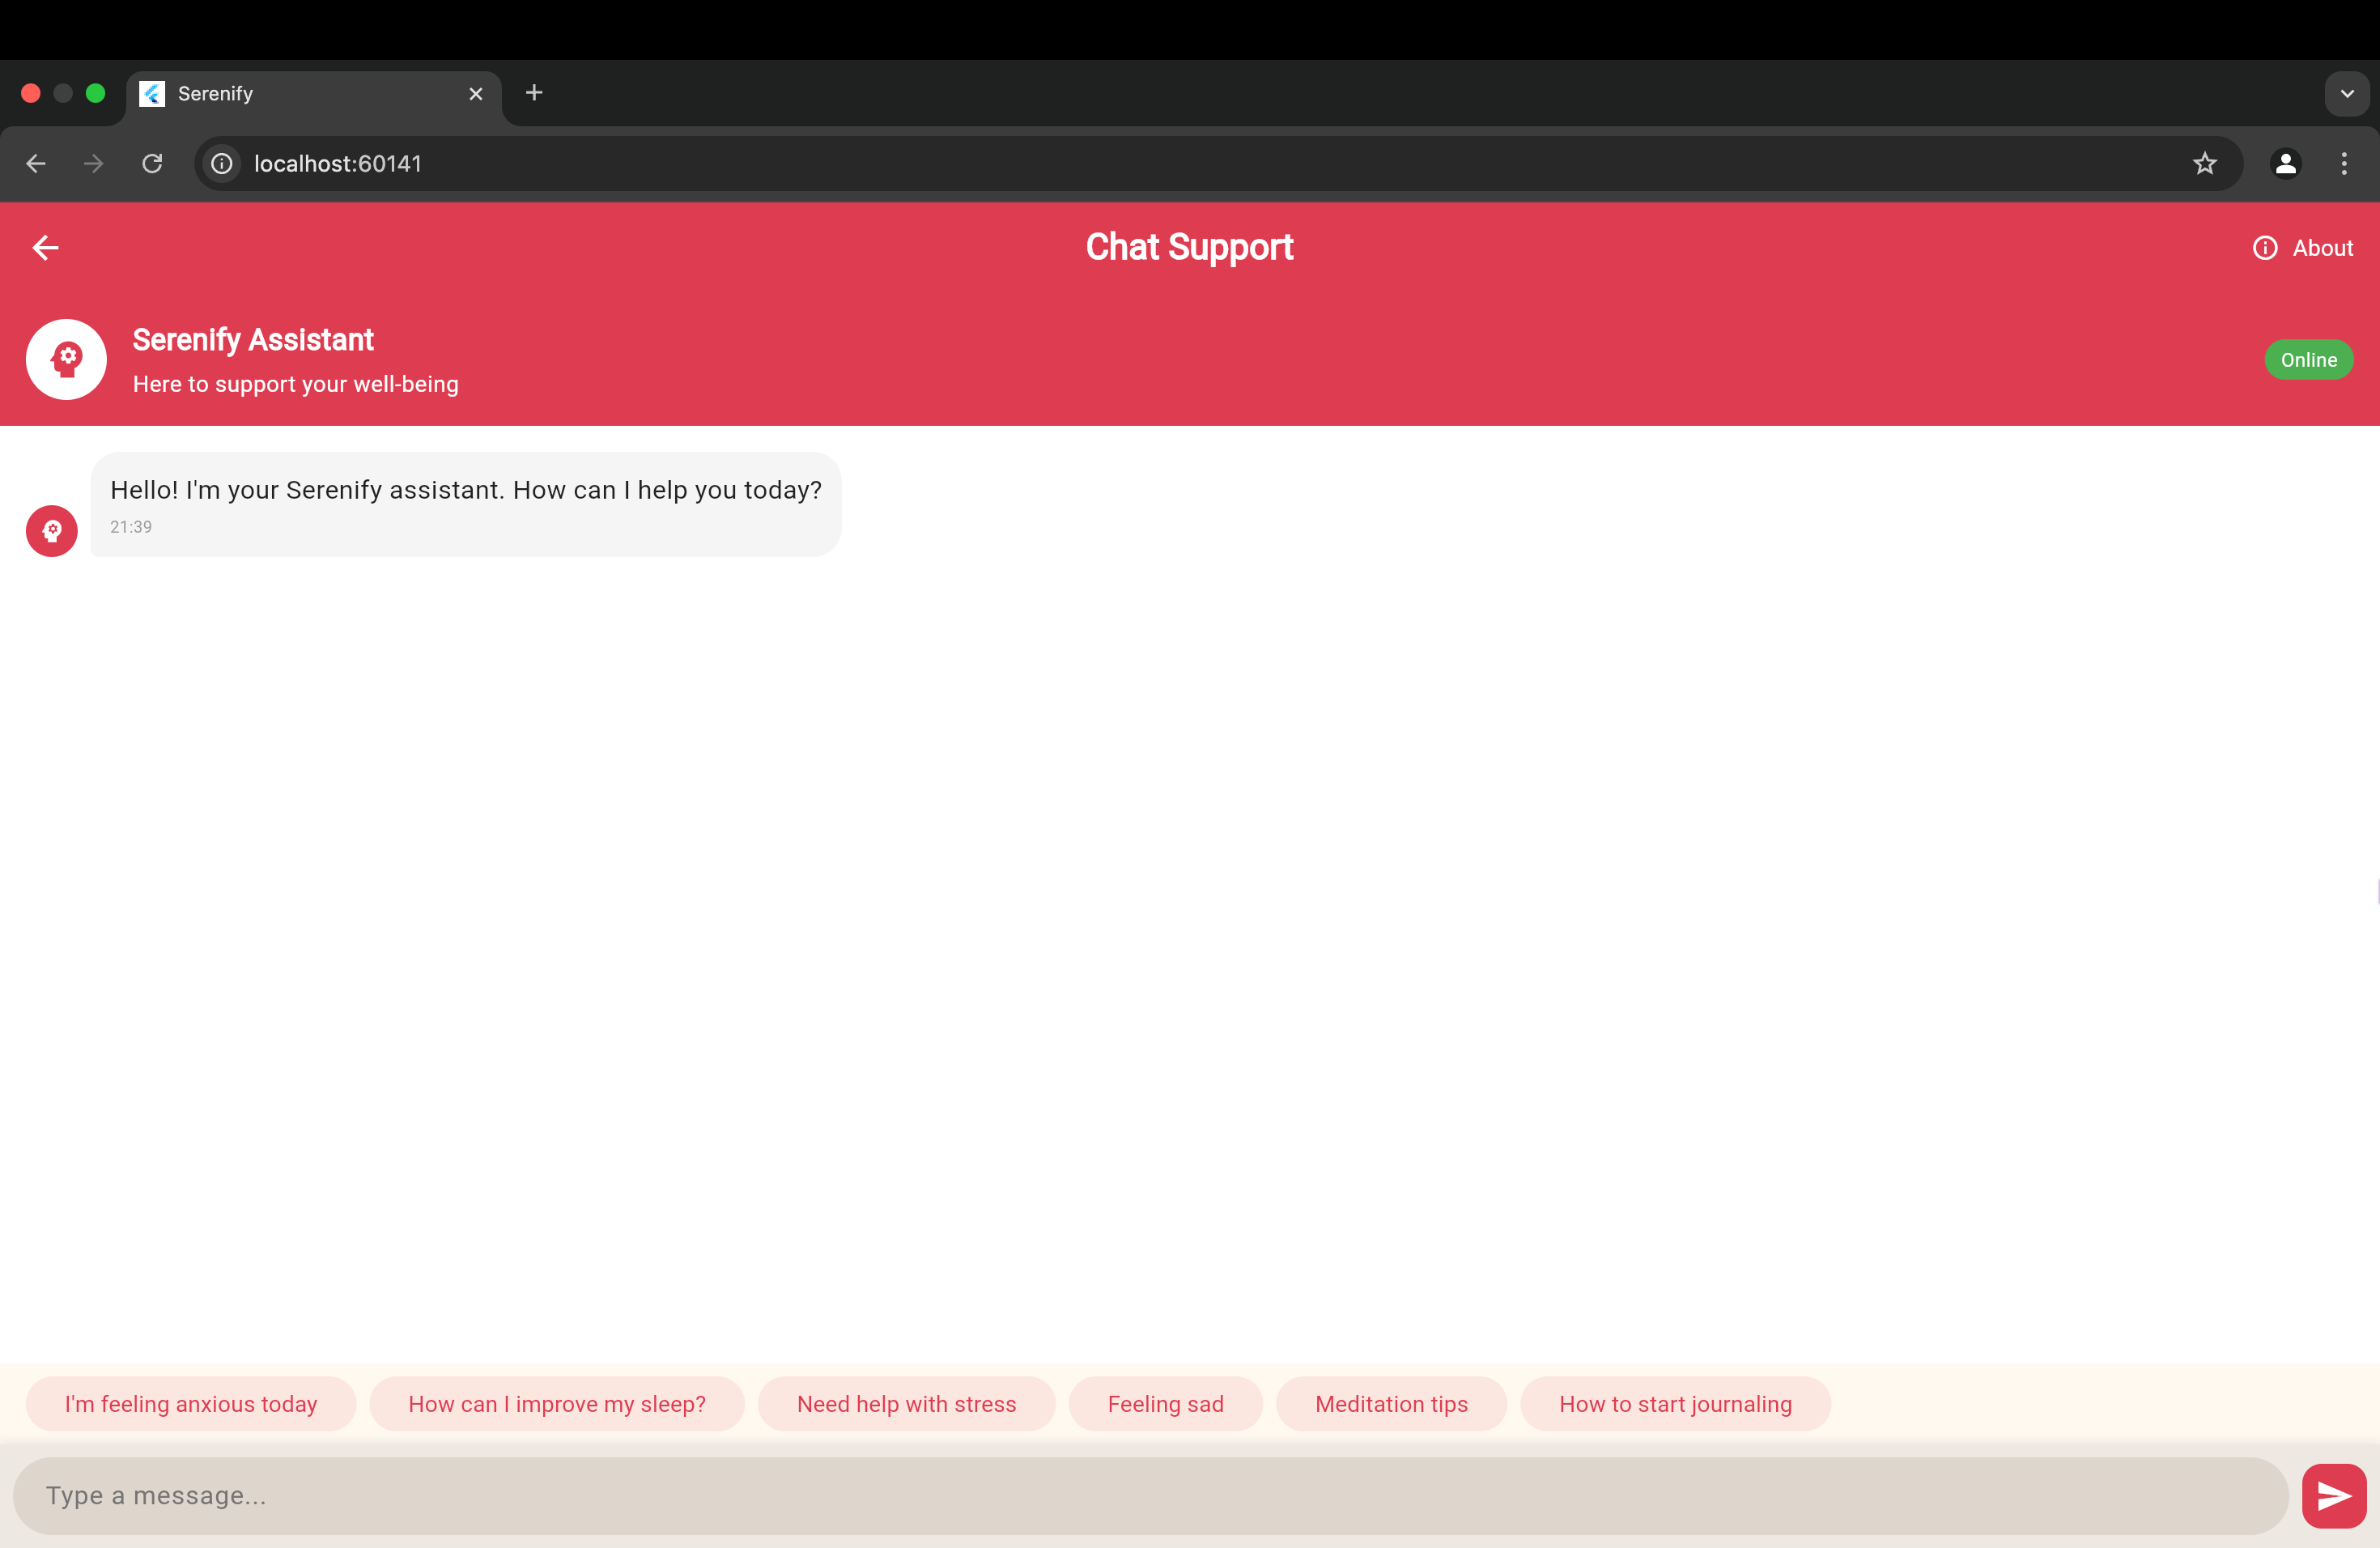 Serenify
localhost:60141
Chat Support
About
Serenify Assistant
Here to support your well-being
Online
Hello! I'm your Serenify assistant. How can I help you today?
21:39
I'm feeling anxious today
How can I improve my sleep?
Need help with stress
Feeling sad
Meditation tips
How to start journaling
Type a message...